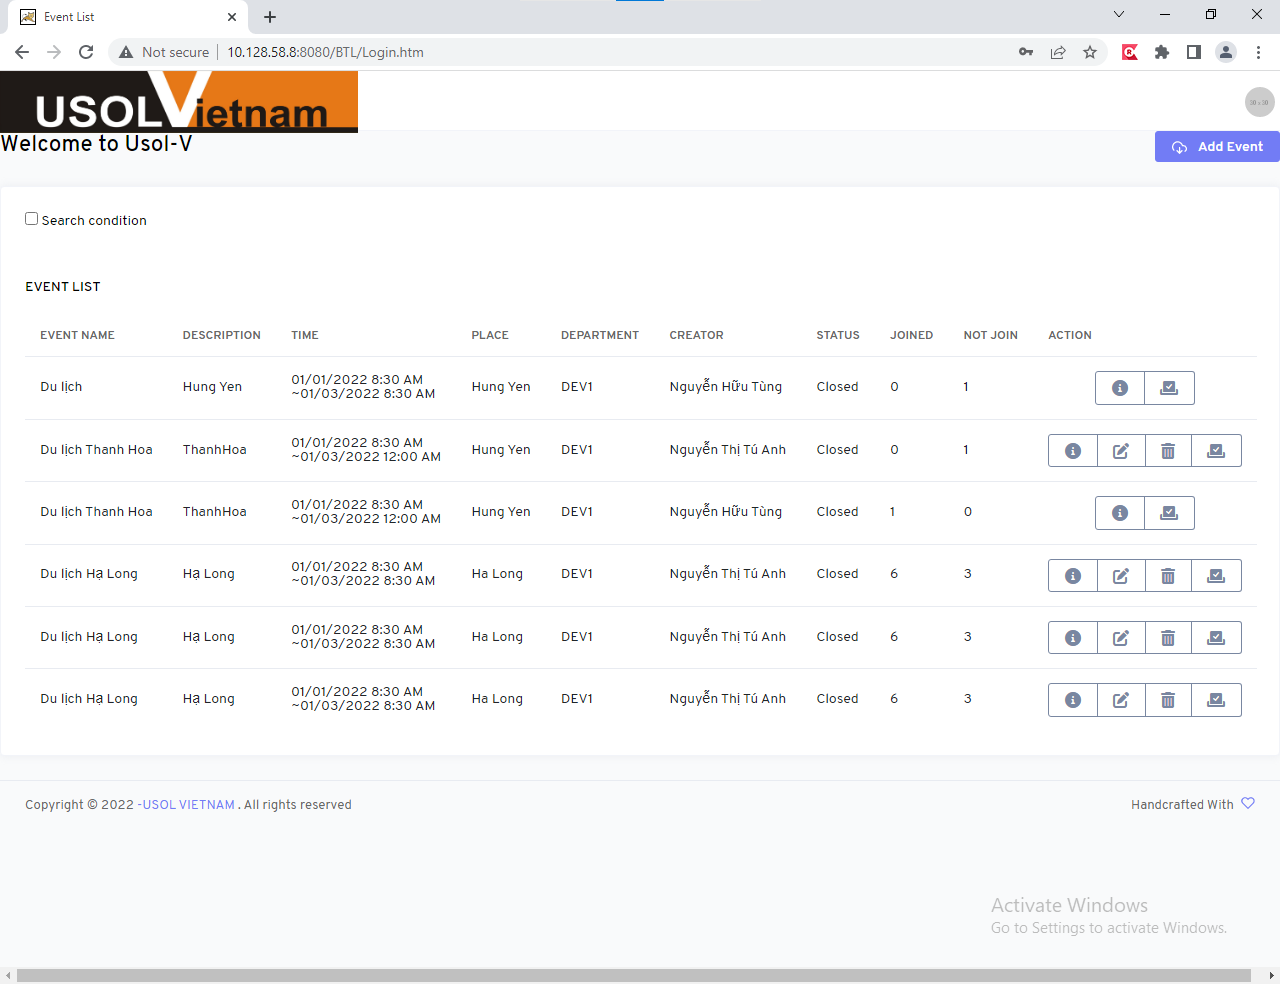 Event List
Not secure
10.128.58.8:8080/BTL/Login.htm
USOLVietnam
Welcome to Usol-V
Add Event
Search condition
EVENT LIST
EVENT NAME DESCRIPTION TIME PLACE DEPARTMENT CREATOR STATUS JOINED NOT JOIN ACTION
Du lịch Hung Yen 01/01/2022 8:30 AM ~01/03/2022 8:30 AM Hung Yen DEV1 Nguyễn Hữu Tùng Closed 0 1
Du lịch Thanh Hoa ThanhHoa 01/01/2022 8:30 AM ~01/03/2022 12:00 AM Hung Yen DEV1 Nguyễn Thị Tú Anh Closed 0 1
Du lịch Thanh Hoa ThanhHoa 01/01/2022 8:30 AM ~01/03/2022 12:00 AM Hung Yen DEV1 Nguyễn Hữu Tùng Closed 1 0
Du lịch Hạ Long Hạ Long 01/01/2022 8:30 AM ~01/03/2022 8:30 AM Ha Long DEV1 Nguyễn Thị Tú Anh Closed 6 3
Du lịch Hạ Long Hạ Long 01/01/2022 8:30 AM ~01/03/2022 8:30 AM Ha Long DEV1 Nguyễn Thị Tú Anh Closed 6 3
Du lịch Hạ Long Hạ Long 01/01/2022 8:30 AM ~01/03/2022 8:30 AM Ha Long DEV1 Nguyễn Thị Tú Anh Closed 6 3
Copyright © 2022 -USOL VIETNAM . All rights reserved
Handcrafted With
Activate Windows
Go to Settings to activate Windows.